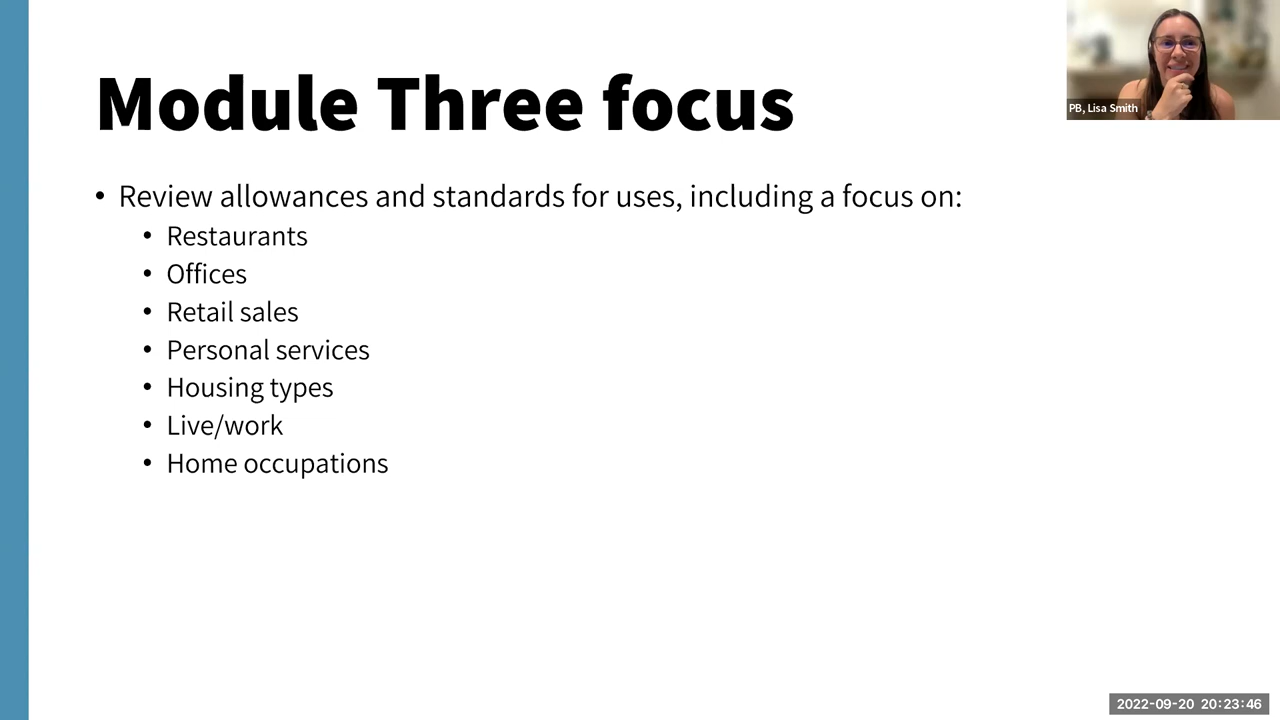 Module Three focus
• Review allowances and standards for uses, including a focus on:
• Restaurants
• Offices
• Retail sales
• Personal services
• Housing types
• Live/work
• Home occupations
PB, Lisa Smith
2022-09-20 20:23:46